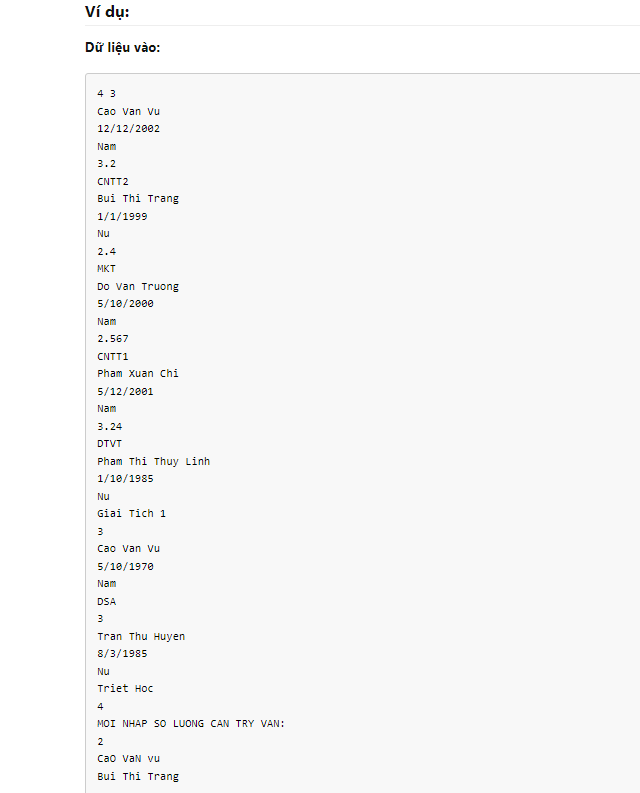 Ví dụ:
Dữ liệu vào:
4 3
Cao Van Vu
12/12/2002
Nam
3.2
CNTT2
Bui Thi Trang
1/1/1999
Nu
2.4
MKT
Do Van Truong
5/10/2000
Nam
2.567
CNTT1
Pham Xuan Chi
5/12/2001
Nam
3.24
DTVT
Pham Thi Thuy Linh
1/10/1985
Nu
Giai Tich 1
3
Cao Van Vu
5/10/1970
Nam
DSA
3
Tran Thu Huyen
8/3/1985
Nu
Triet Hoc
4
MOI NHAP SO LUONG CAN TRY VAN:
2
CaO VaN vu
Bui Thi Trang